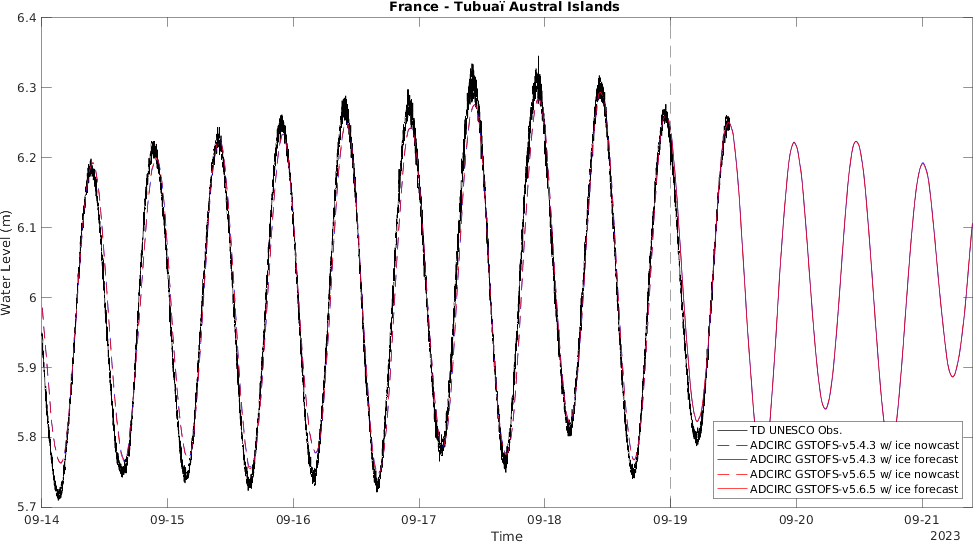 France - Tubuaï Austral Islands
6.4
6.3
6.2
6.1
6
5.9
5.8
5.7
Water Level (m)
TD UNESCO Obs.
ADCIRC GSTOFS-v5.4.3 w/ ice nowcast
ADCIRC GSTOFS-v5.4.3 w/ ice forecast
ADCIRC GSTOFS-v5.6.5 w/ ice nowcast
ADCIRC GSTOFS-v5.6.5 w/ ice forecast
09-14 09-15 09-16 09-17 09-18 09-19 09-20 09-21
Time
2023